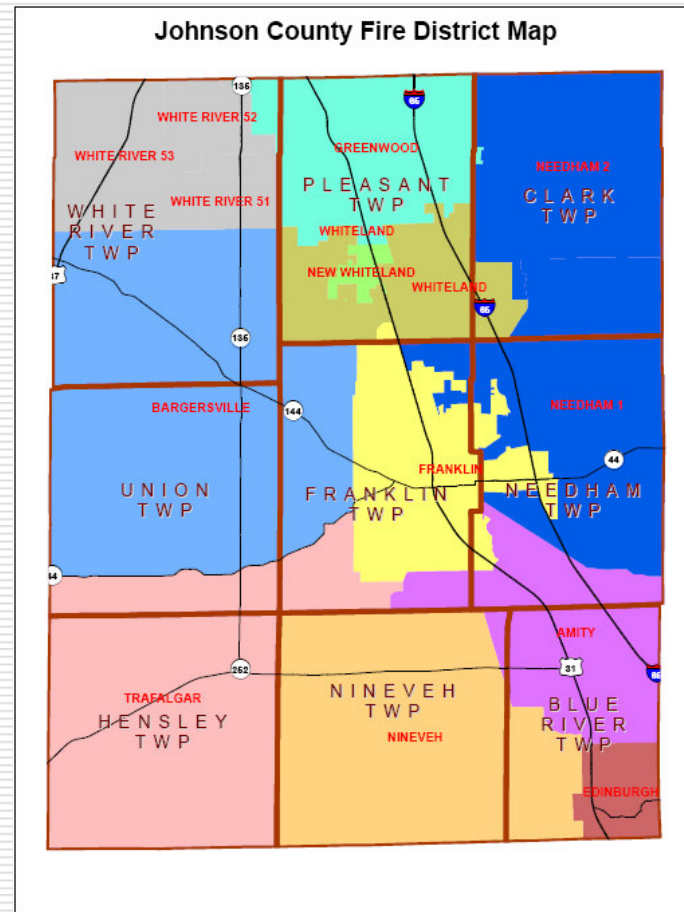 Johnson County Fire District Map
135
65
WHITE RIVER 52
GREENWOOD
WHITE RIVER 53
NEEDHAM 2
PLEASANT
TWP
CLARK
TWP
WHITE RIVER 51
WHITE
RIVER
TWP
WHITELAND
NEW WHITELAND
WHITELAND
37
65
135
BARGERSVILLE
144
NEEDHAM 1
44
FRANKLIN
UNION
TWP
FRANKLIN
TWP
NEEDHAM
TWP
44
AMITY
252
31
65
TRAFALGAR
HENSLEY
TWP
NINEVEH
TWP
NINEVEH
BLUE
RIVER
TWP
EDINBURGH